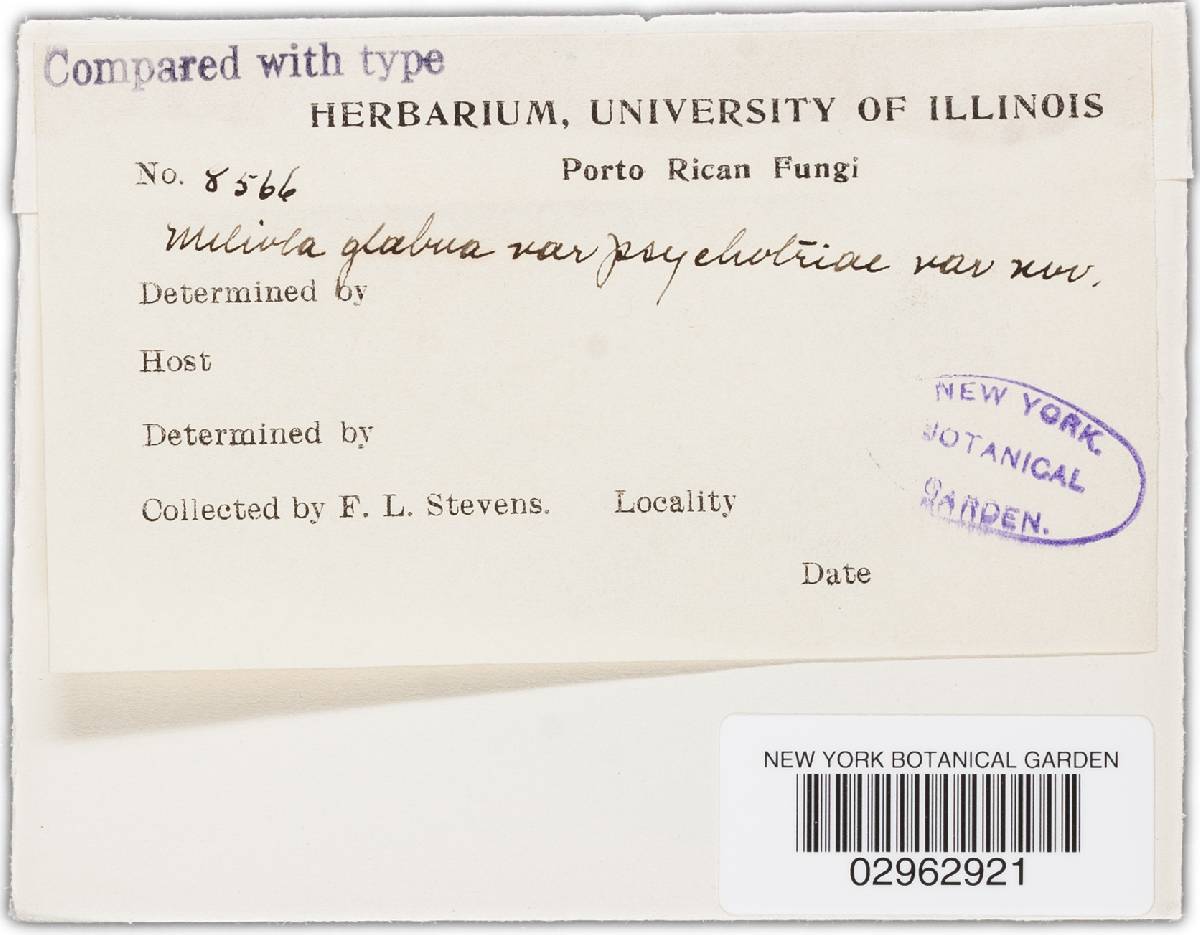 Compared with type
HERBARIUM, UNIVERSITY OF ILLINOIS
No. 8566 Porto Rican Fungi
Meliola glabra var psychotriae var nov.
Determined by
Host
Determined by
Collected by F. L. Stevens. Locality
Date
NEW YORK.
BOTANICAL
GARDEN.
NEW YORK BOTANICAL GARDEN
02962921